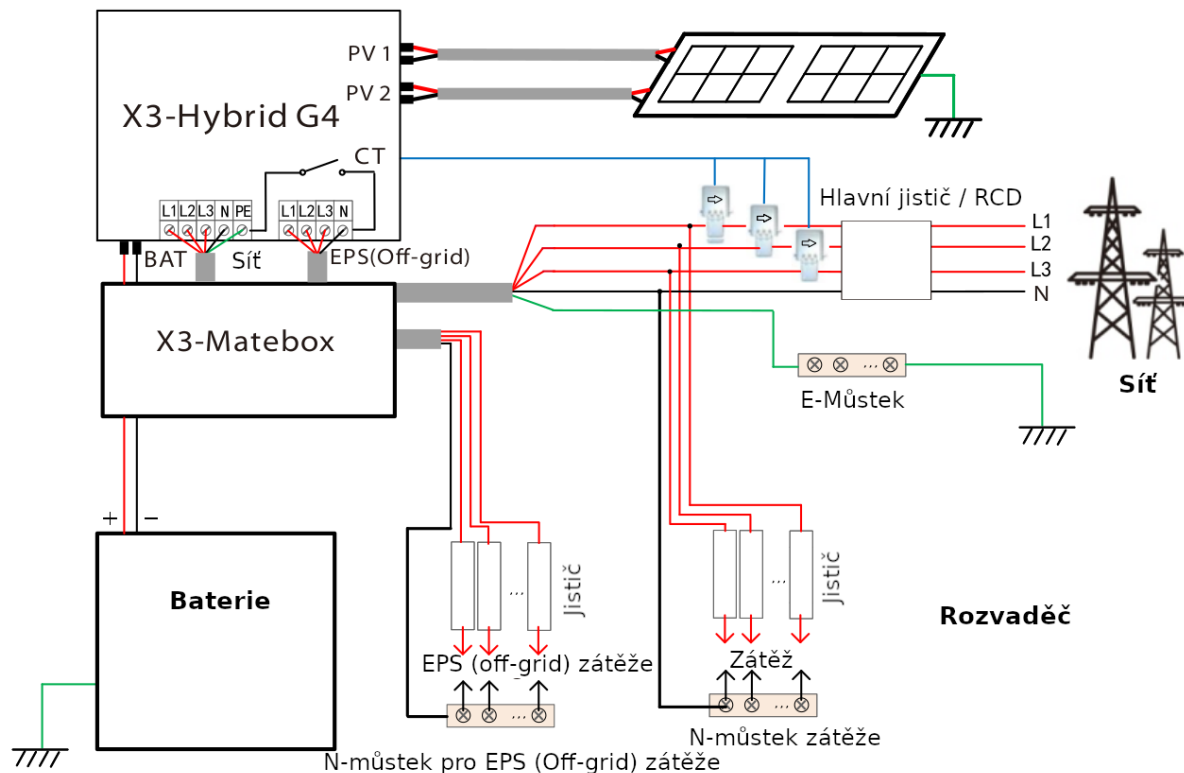 PV 1
PV 2
X3-Hybrid G4
CT
L1 L2 L3 N PE
L1 L2 L3 N
BAT
Síť
EPS(Off-grid)
Hlavní jistič / RCD
L1
L2
L3
N
X3-Matebox
...
E-Můstek
Síť
+
−
Baterie
...
Jistič
...
Jistič
Rozvaděč
EPS (off-grid) zátěže
Zátěž
...
...
N-můstek zátěže
N-můstek pro EPS (Off-grid) zátěže